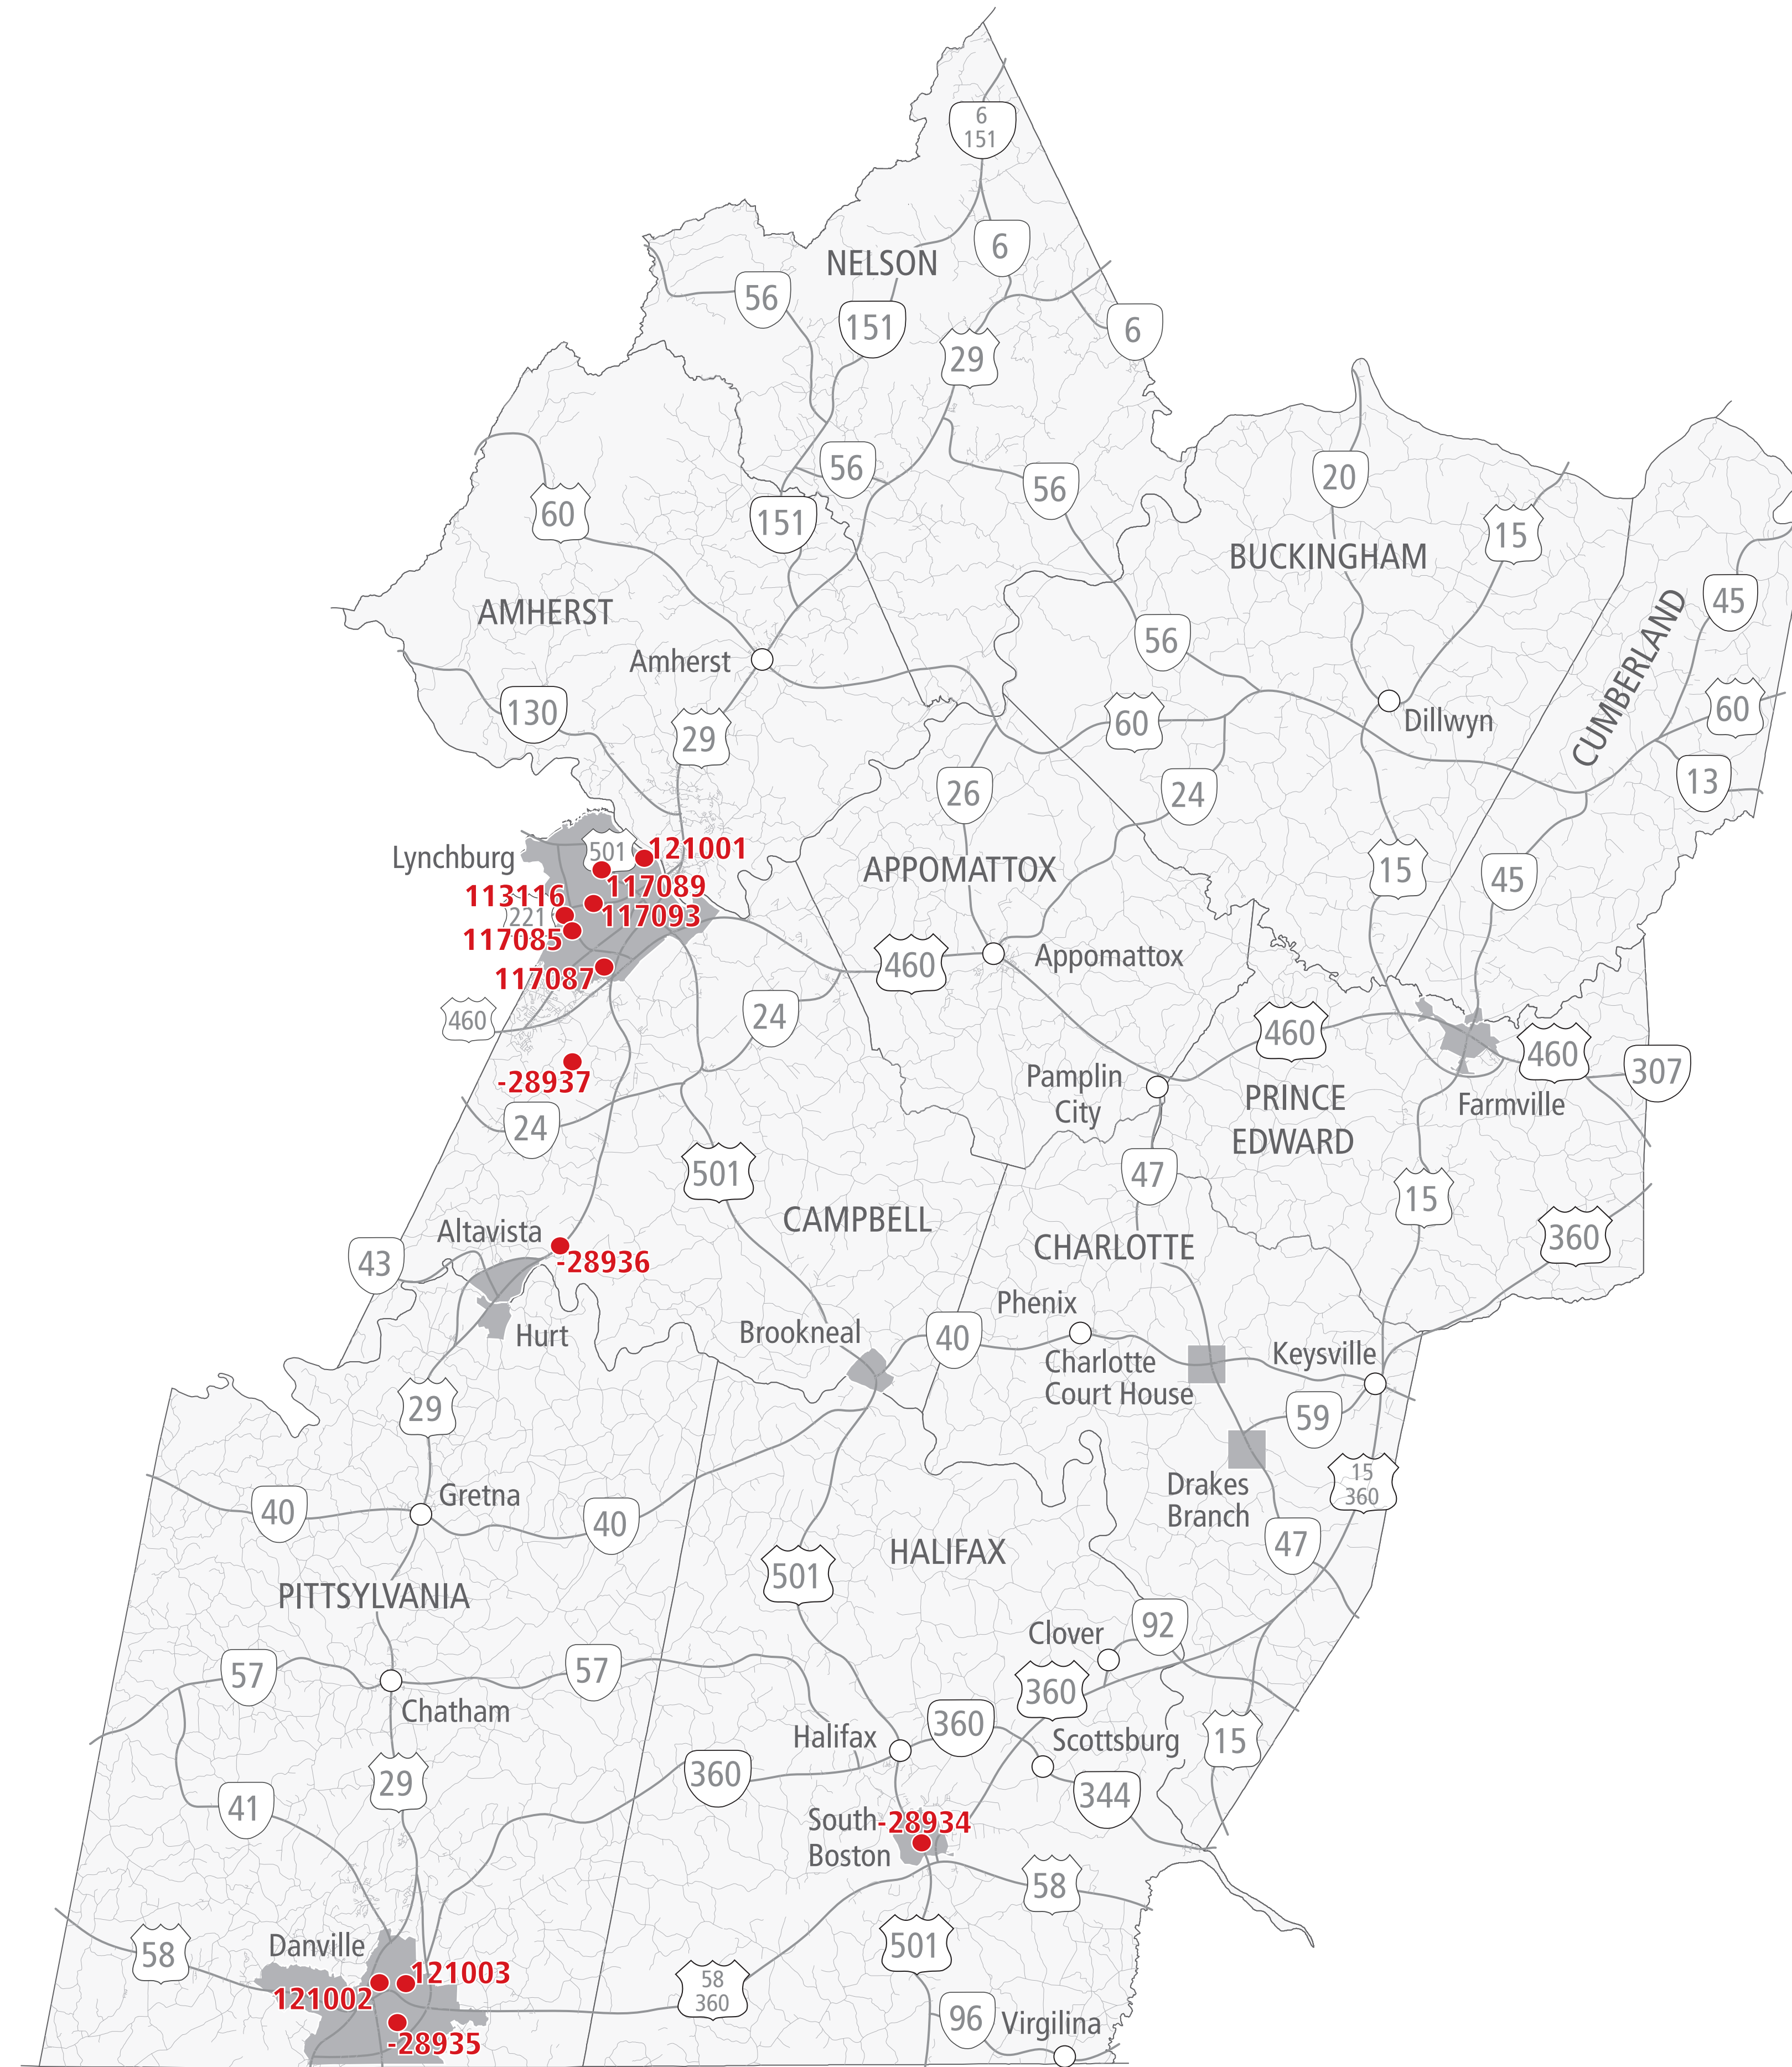 6
151
NELSON
6
56
151
6
29
56
56
20
60
151
15
BUCKINGHAM
AMHERST
45
CUMBERLAND
56
Amherst
130
29
60
60
Dillwyn
26
24
13
Lynchburg
501
121001
117089
113116
221
117093
117085
117087
APPOMATTOX
15
45
460
Appomattox
460
24
460
460
307
Farmville
-28937
Pamplin
City
PRINCE
EDWARD
24
501
47
15
CAMPBELL
CHARLOTTE
360
Altavista
43
-28936
Hurt
Phenix
Brookneal
40
Charlotte
Court House
Keysville
29
59
Gretna
40
40
Drakes
Branch
15
360
47
HALIFAX
501
PITTSYLVANIA
Clover
92
57
57
360
Chatham
Halifax
360
Scottsburg
15
29
360
344
41
South
Boston
-28934
58
Danville
58
501
121003
121002
58
360
96
Virgilina
-28935